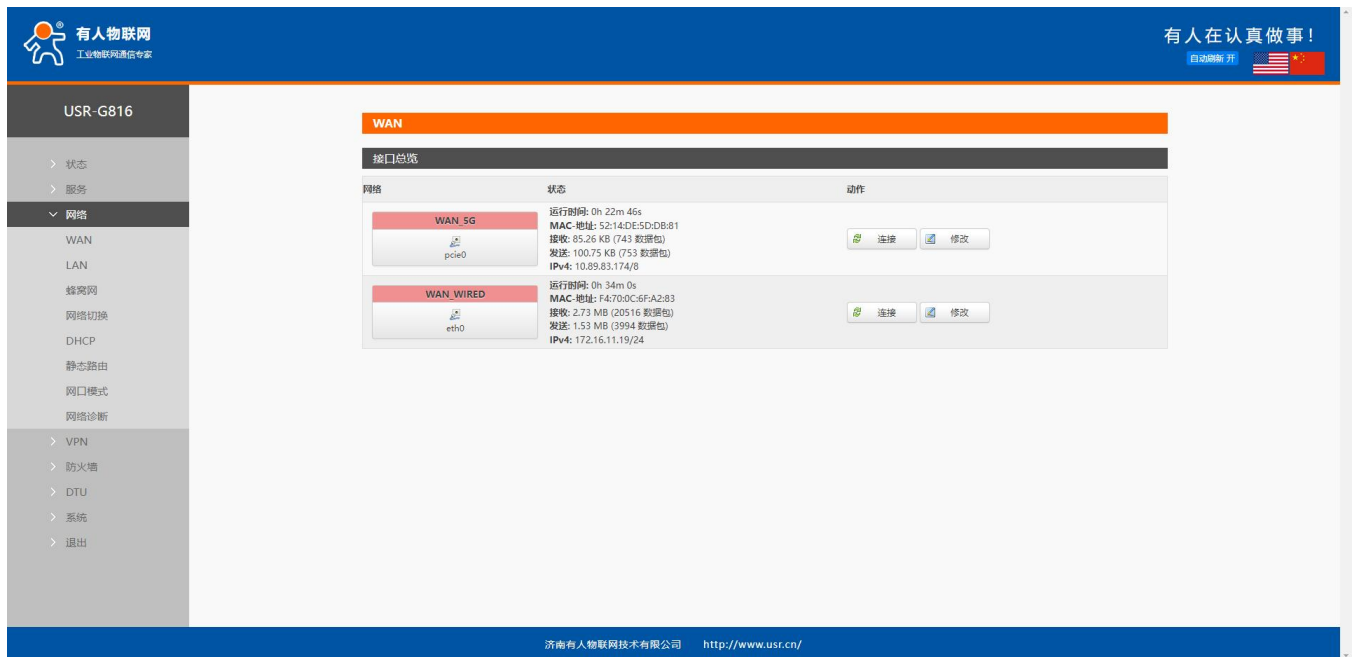 有人物联网
工业物联网通信专家
有人在认真做事!
自动刷新 开
USR-G816
状态
服务
网络
WAN
LAN
蜂窝网
网络切换
DHCP
静态路由
网口模式
网络诊断
VPN
防火墙
DTU
系统
退出
WAN
接口总览
网络 状态 动作
WAN_5G
pcie0
运行时间: 0h 22m 46s
MAC-地址: 52:14:DE:5D:DB:81
接收: 85.26 KB (743 数据包)
发送: 100.75 KB (753 数据包)
IPv4: 10.89.83.174/8
连接 修改
WAN_WIRED
eth0
运行时间: 0h 34m 0s
MAC-地址: F4:70:0C:6F:A2:83
接收: 2.73 MB (20516 数据包)
发送: 1.53 MB (3994 数据包)
IPv4: 172.16.11.19/24
连接 修改
济南有人物联网技术有限公司 http://www.usr.cn/